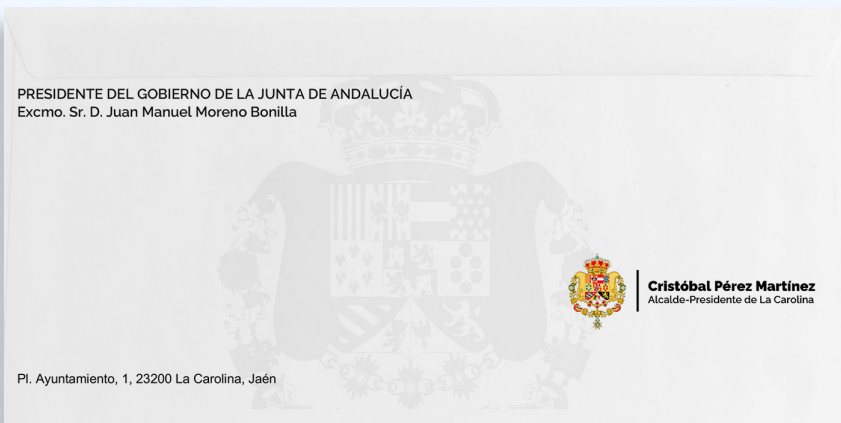 PRESIDENTE DEL GOBIERNO DE LA JUNTA DE ANDALUCÍA
Excmo. Sr. D. Juan Manuel Moreno Bonilla
Cristóbal Pérez Martínez
Alcalde-Presidente de La Carolina
Pl. Ayuntamiento, 1, 23200 La Carolina, Jaén